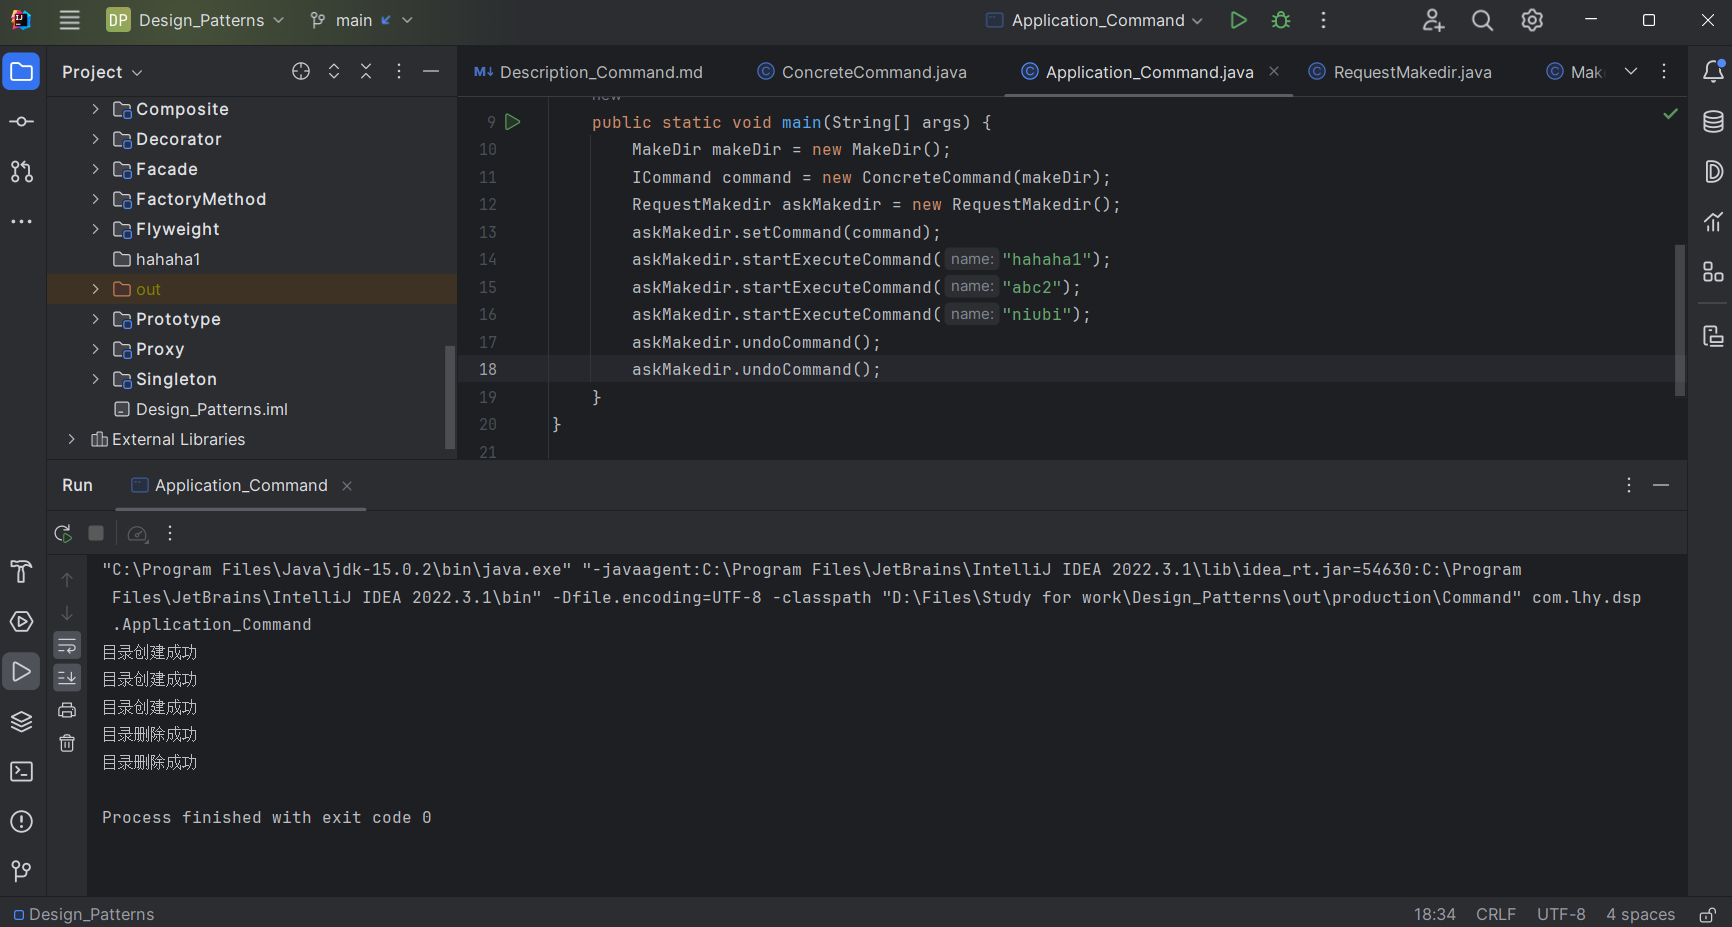 DP Design_Patterns main Application_Command
Project
Description_Command.md ConcreteCommand.java Application_Command.java RequestMakedir.java Mak
Composite
Decorator
Facade
FactoryMethod
Flyweight
hahaha1
out
Prototype
Proxy
Singleton
Design_Patterns.iml
External Libraries
new
9 public static void main(String[] args) {
10 MakeDir makeDir = new MakeDir();
11 ICommand command = new ConcreteCommand(makeDir);
12 RequestMakedir askMakedir = new RequestMakedir();
13 askMakedir.setCommand(command);
14 askMakedir.startExecuteCommand( name: "hahaha1");
15 askMakedir.startExecuteCommand( name: "abc2");
16 askMakedir.startExecuteCommand( name: "niubi");
17 askMakedir.undoCommand();
18 askMakedir.undoCommand();
19 }
20 }
21
Run Application_Command
"C:\Program Files\Java\jdk-15.0.2\bin\java.exe" "-javaagent:C:\Program Files\JetBrains\IntelliJ IDEA 2022.3.1\lib\idea_rt.jar=54630:C:\Program
Files\JetBrains\IntelliJ IDEA 2022.3.1\bin" -Dfile.encoding=UTF-8 -classpath "D:\Files\Study for work\Design_Patterns\out\production\Command" com.lhy.dsp
.Application_Command
目录创建成功
目录创建成功
目录创建成功
目录删除成功
目录删除成功
Process finished with exit code 0
Design_Patterns 18:34 CRLF UTF-8 4 spaces